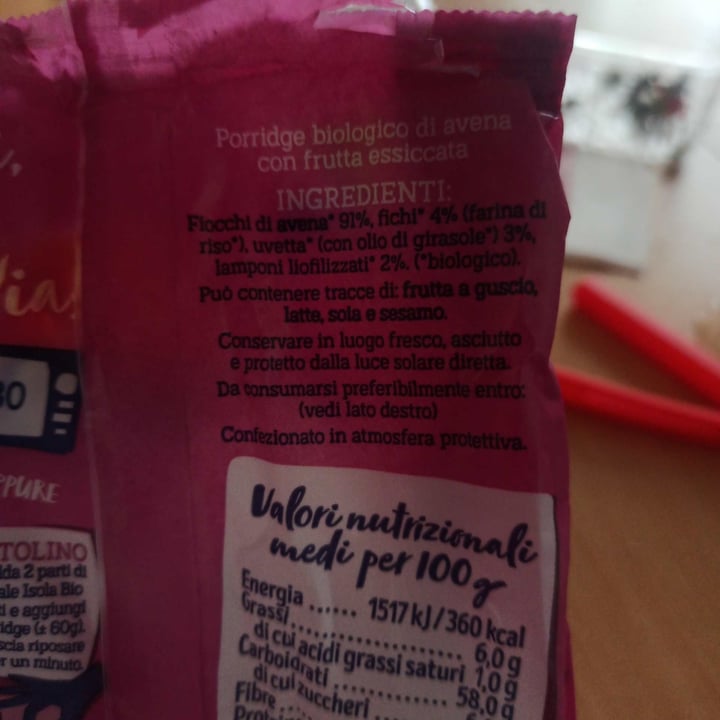 Porridge biologico di avena
con frutta essiccata
INGREDIENTI:
Fiocchi di avena* 91%, fichi* 4% (farina di
riso*), uvetta* (con olio di girasole*) 3%,
lamponi liofilizzati* 2%. (*biologico).
Può contenere tracce di: frutta a guscio,
latte, soia e sesamo.
Conservare in luogo fresco, asciutto
e protetto dalla luce solare diretta.
Da consumarsi preferibilmente entro:
(vedi lato destro)
Confezionato in atmosfera protettiva.
Valori nutrizionali
medi per 100 g
Energia ...... 1517 kJ/360 kcal
Grassi ................... 6,0 g
di cui acidi grassi saturi 1,0 g
Carboidrati ............ 58,0 g
di cui zuccheri
Fibre
30
PPURE
TOLINO
da 2 parti di
ale Isola Bio
i e aggiungi
idge (± 60g).
scia riposare
r un minuto.